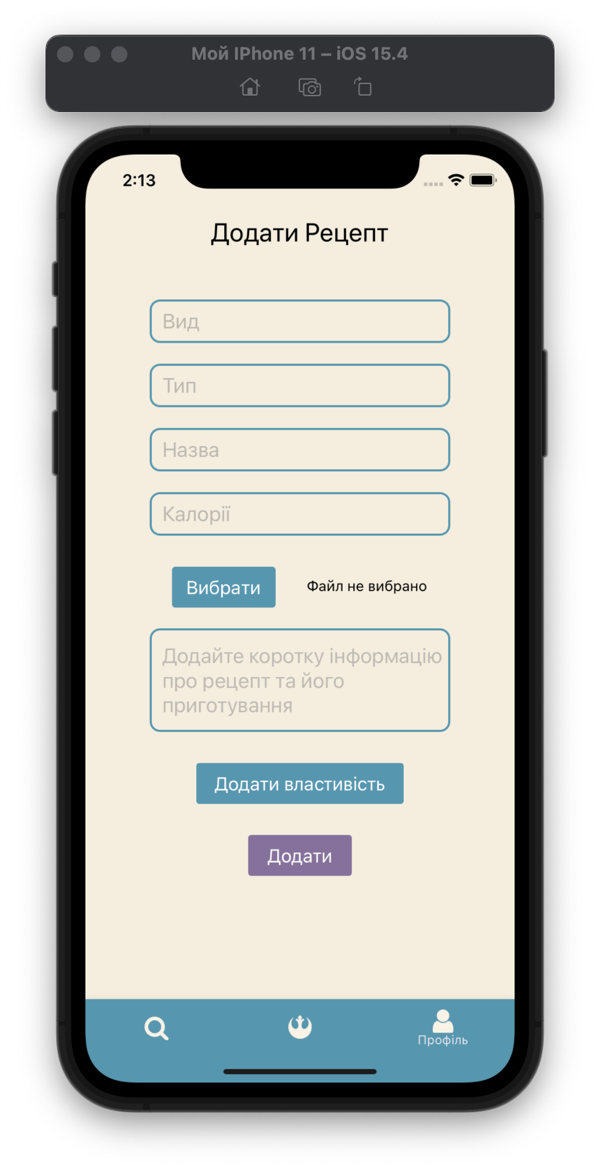 Мой IPhone 11 – iOS 15.4
2:13
Додати Рецепт
Вид
Тип
Назва
Калорії
Вибрати
Файл не вибрано
Додайте коротку інформацію
про рецепт та його
приготування
Додати властивість
Додати
Профіль